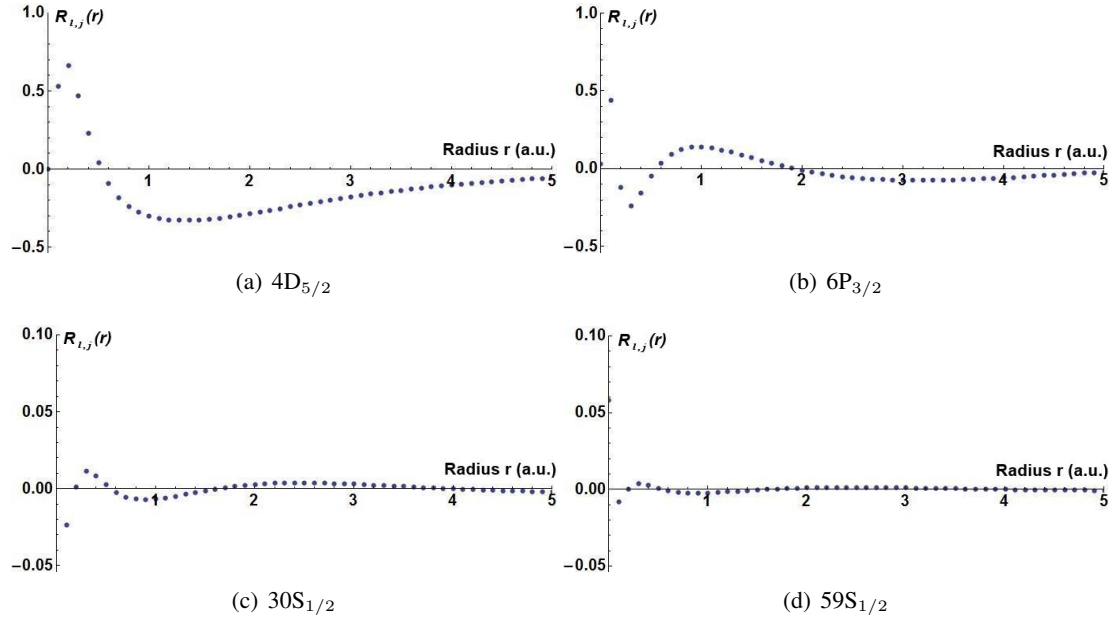 1.0
R_{l,j}(r)
0.5
Radius r (a.u.)
0.0
1 2 3 4 5
−0.5
(a) 4D_{5/2}
1.0
R_{l,j}(r)
0.5
Radius r (a.u.)
0.0
1 2 3 4 5
−0.5
(b) 6P_{3/2}
0.10
R_{l,j}(r)
0.05
Radius r (a.u.)
0.00
1 2 3 4 5
−0.05
(c) 30S_{1/2}
0.10
R_{l,j}(r)
0.05
Radius r (a.u.)
0.00
1 2 3 4 5
−0.05
(d) 59S_{1/2}